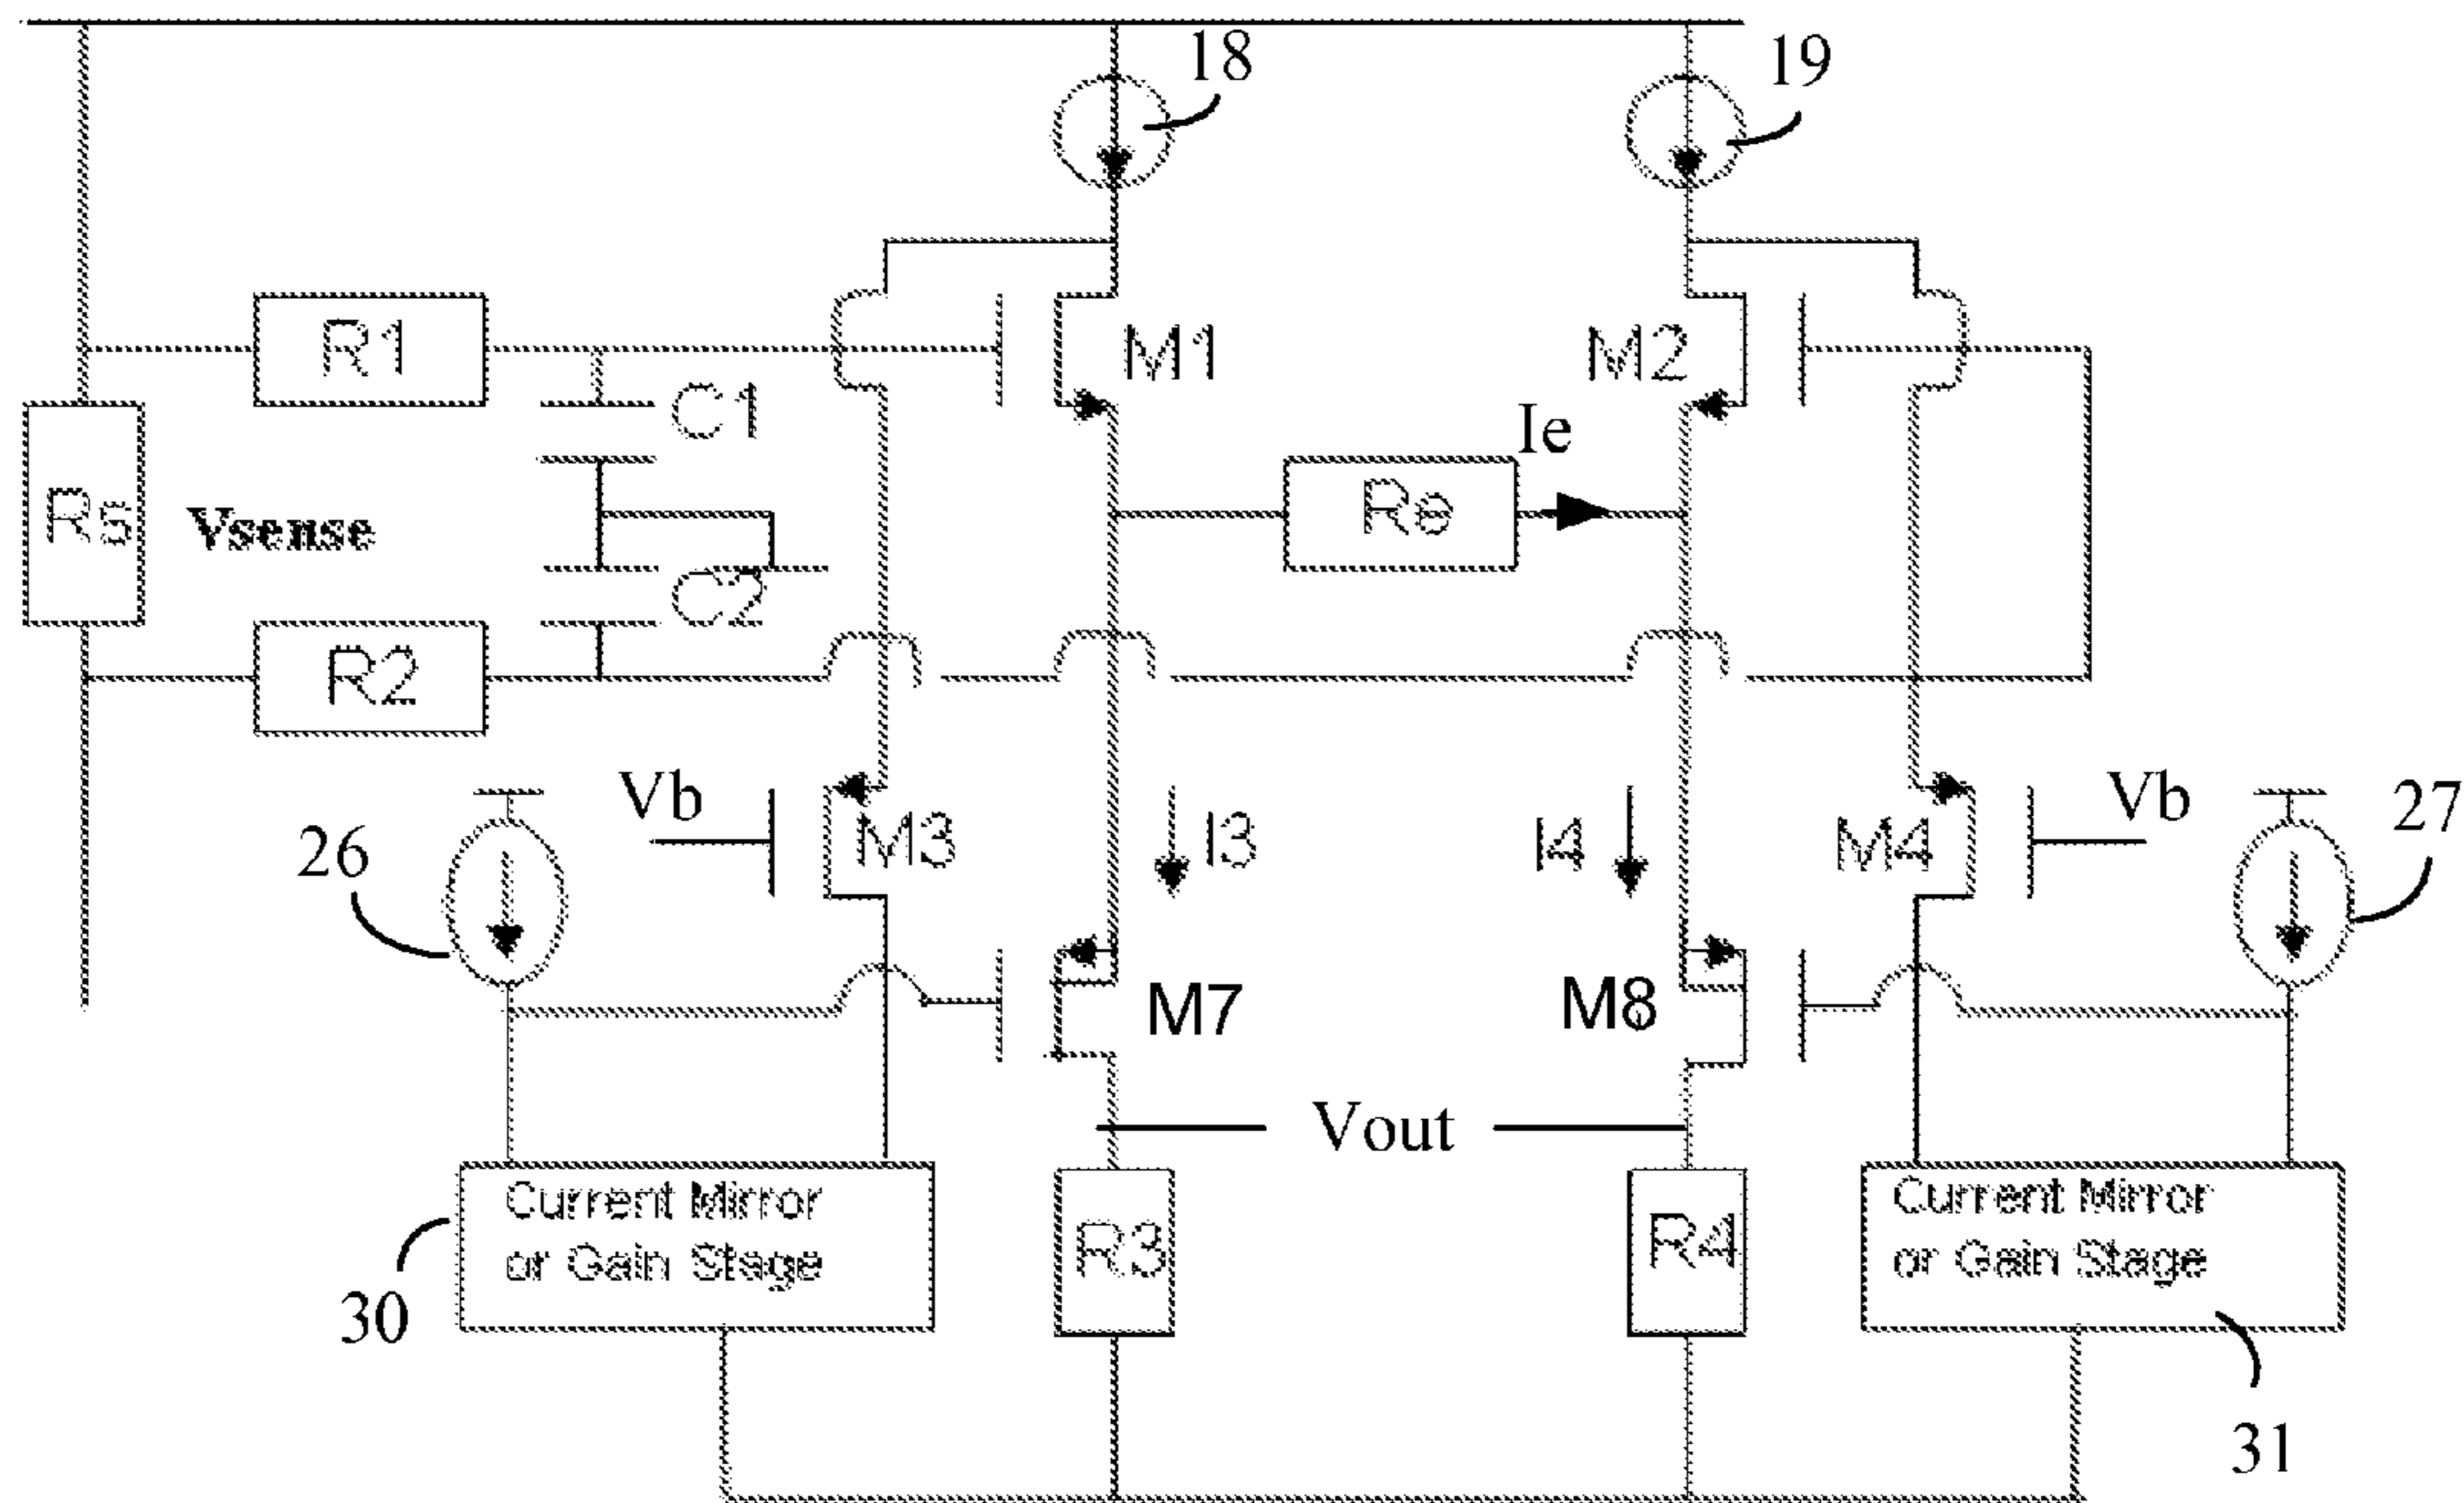 18
19
R1
M1
M2
C1
Ie
Rs
Vsense
Re
C2
R2
Vb
M3
I3
I4
M4
Vb
27
26
M7
M8
Vout
Current Mirror
or Gain Stage
R3
R4
Current Mirror
or Gain Stage
30
31